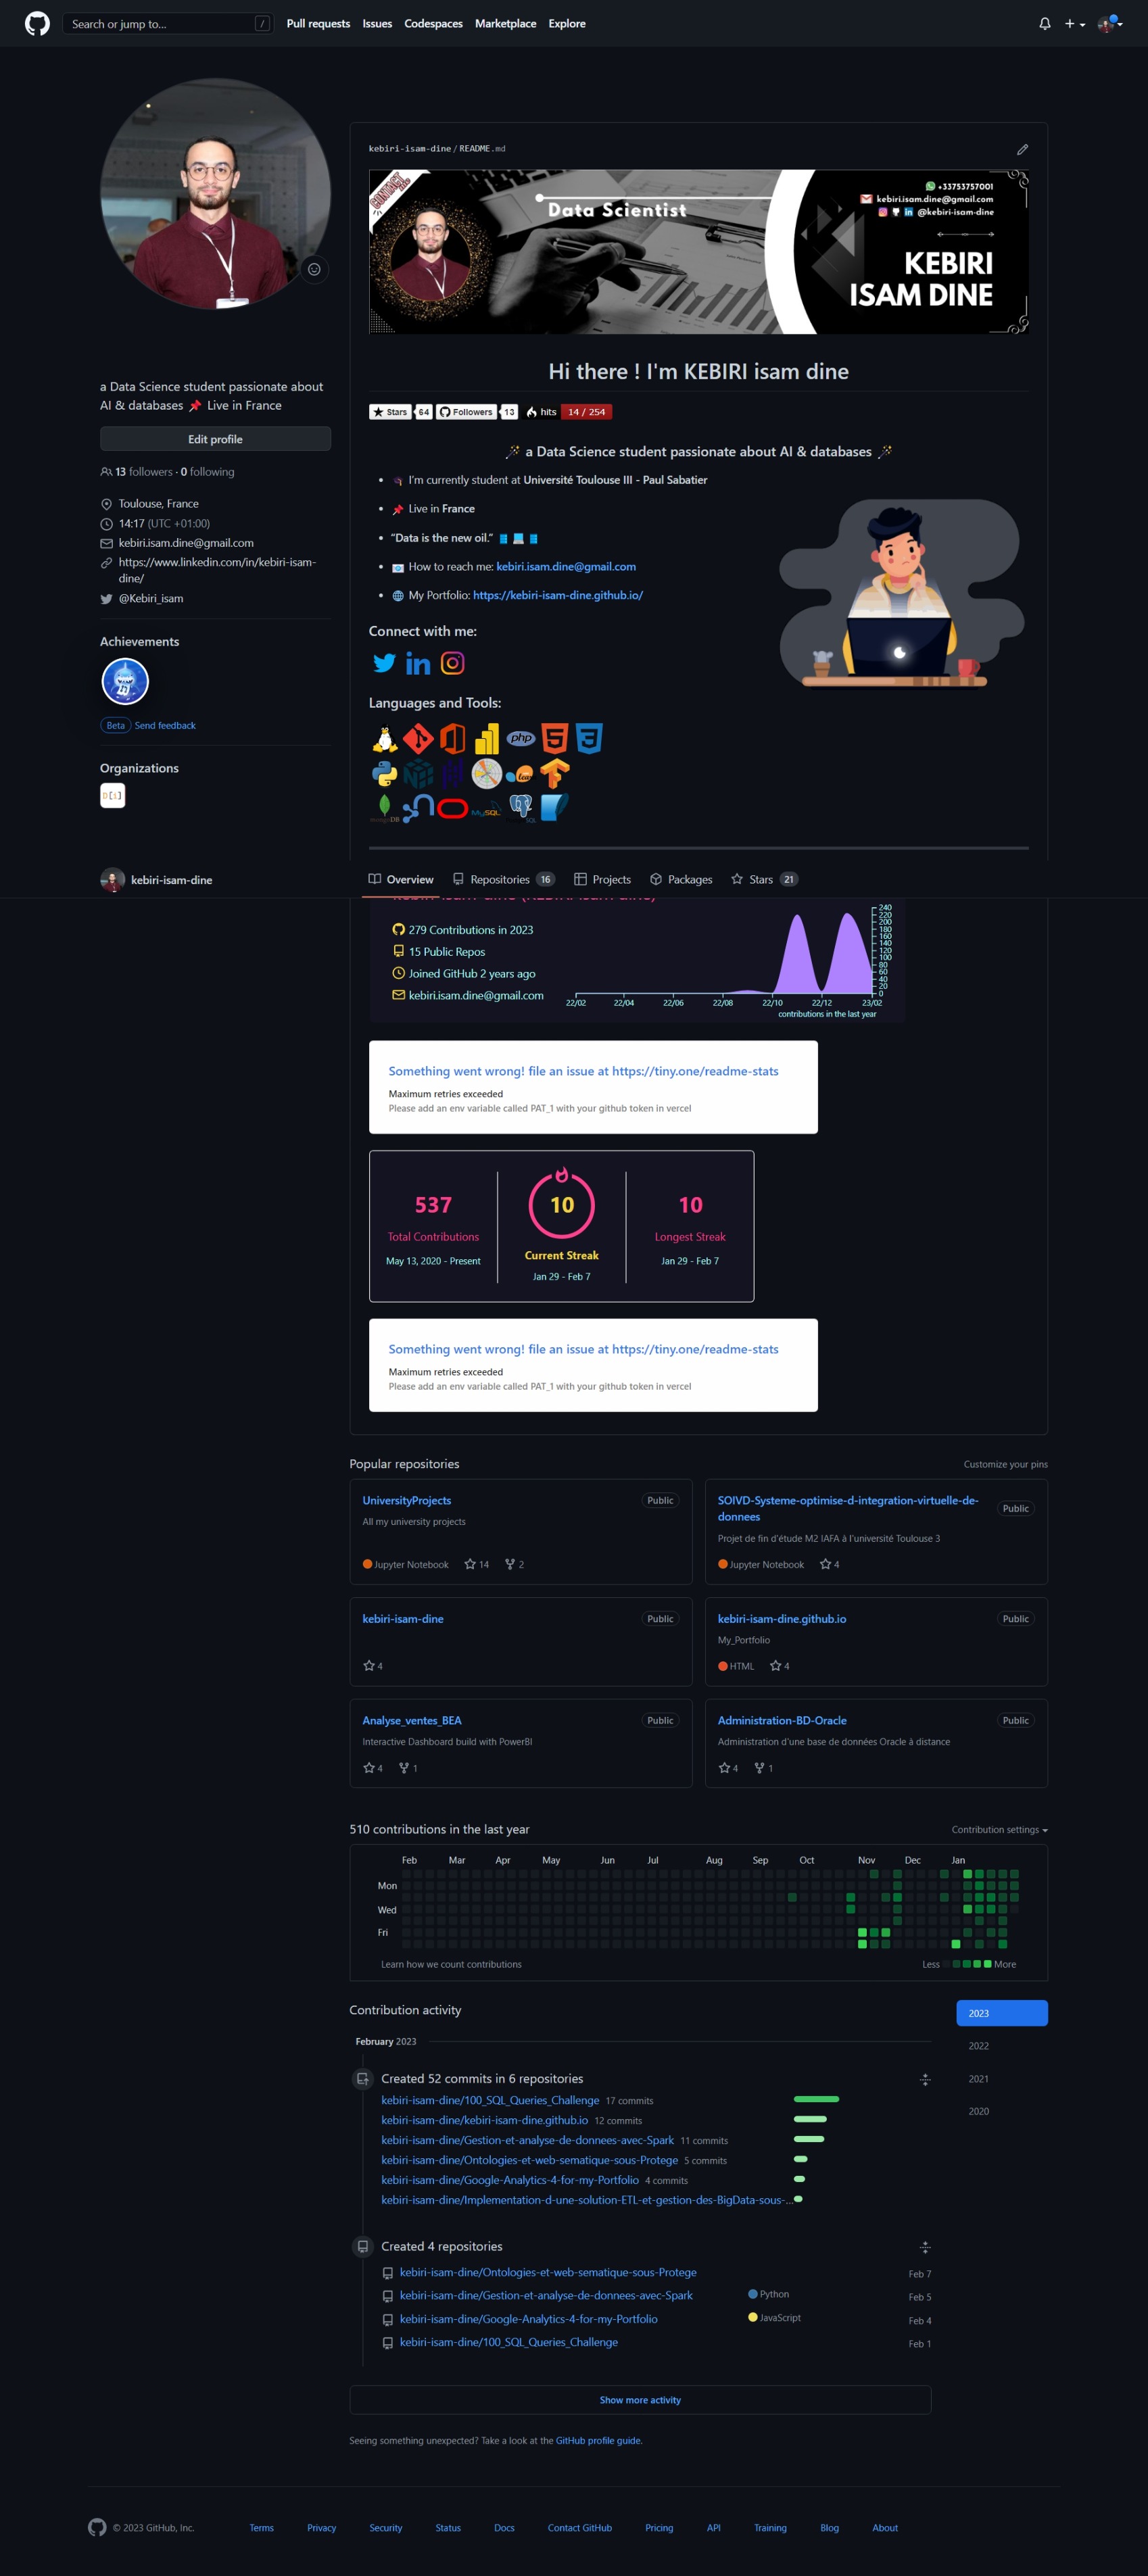 Search or jump to...
/
Pull requests Issues Codespaces Marketplace Explore
kebiri-isam-dine / README.md
CONTACT
Data Scientist
+33753757001
kebiri.isam.dine@gmail.com
@kebiri-isam-dine
KEBIRI
ISAM DINE
a Data Science student passionate about
AI & databases 📌 Live in France
Edit profile
13 followers · 0 following
Toulouse, France
14:17 (UTC +01:00)
kebiri.isam.dine@gmail.com
https://www.linkedin.com/in/kebiri-isam-
dine/
@Kebiri_isam
Achievements
Beta Send feedback
Organizations
D[1]
Hi there ! I'm KEBIRI isam dine
Stars 64 Followers 13 hits 14 / 254
a Data Science student passionate about AI & databases
I'm currently student at Université Toulouse III - Paul Sabatier
Live in France
"Data is the new oil."
How to reach me: kebiri.isam.dine@gmail.com
My Portfolio: https://kebiri-isam-dine.github.io/
Connect with me:
Languages and Tools:
php
MySQL
kebiri-isam-dine
Overview Repositories 16 Projects Packages Stars 21
kebiri-isam-dine (KEBIRI isam dine)
279 Contributions in 2023
15 Public Repos
Joined GitHub 2 years ago
kebiri.isam.dine@gmail.com
240
220
200
180
160
140
120
100
80
60
40
20
0
22/02 22/04 22/06 22/08 22/10 22/12 23/02
contributions in the last year
Something went wrong! file an issue at https://tiny.one/readme-stats
Maximum retries exceeded
Please add an env variable called PAT_1 with your github token in vercel
537
Total Contributions
May 13, 2020 - Present
10
Current Streak
Jan 29 - Feb 7
10
Longest Streak
Jan 29 - Feb 7
Something went wrong! file an issue at https://tiny.one/readme-stats
Maximum retries exceeded
Please add an env variable called PAT_1 with your github token in vercel
Popular repositories
Customize your pins
UniversityProjects Public
All my university projects
Jupyter Notebook 14 2
SOIVD-Systeme-optimise-d-integration-virtuelle-de-
donnees Public
Projet de fin d'étude M2 IAFA à l'université Toulouse 3
Jupyter Notebook 4
kebiri-isam-dine Public
4
kebiri-isam-dine.github.io Public
My_Portfolio
HTML 4
Analyse_ventes_BEA Public
Interactive Dashboard build with PowerBI
4 1
Administration-BD-Oracle Public
Administration d'une base de données Oracle à distance
4 1
510 contributions in the last year
Contribution settings
Feb Mar Apr May Jun Jul Aug Sep Oct Nov Dec Jan
Mon
Wed
Fri
Learn how we count contributions
Less More
Contribution activity
2023
2022
2021
2020
February 2023
Created 52 commits in 6 repositories
kebiri-isam-dine/100_SQL_Queries_Challenge 17 commits
kebiri-isam-dine/kebiri-isam-dine.github.io 12 commits
kebiri-isam-dine/Gestion-et-analyse-de-donnees-avec-Spark 11 commits
kebiri-isam-dine/Ontologies-et-web-sematique-sous-Protege 5 commits
kebiri-isam-dine/Google-Analytics-4-for-my-Portfolio 4 commits
kebiri-isam-dine/Implementation-d-une-solution-ETL-et-gestion-des-BigData-sous-...
Created 4 repositories
kebiri-isam-dine/Ontologies-et-web-sematique-sous-Protege Feb 7
kebiri-isam-dine/Gestion-et-analyse-de-donnees-avec-Spark Python Feb 5
kebiri-isam-dine/Google-Analytics-4-for-my-Portfolio JavaScript Feb 4
kebiri-isam-dine/100_SQL_Queries_Challenge Feb 1
Show more activity
Seeing something unexpected? Take a look at the GitHub profile guide.
© 2023 GitHub, Inc. Terms Privacy Security Status Docs Contact GitHub Pricing API Training Blog About